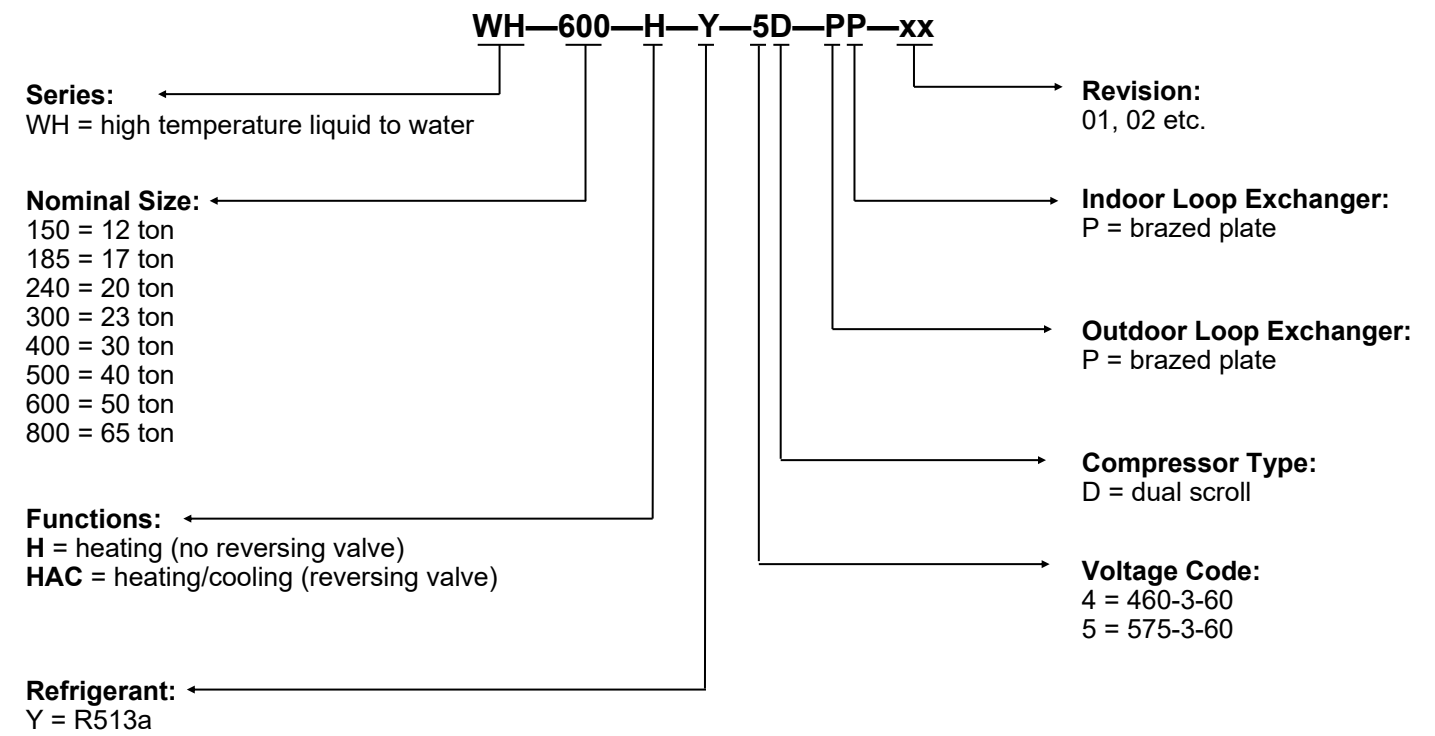 WH—600—H—Y—5D—PP—xx
Series:
WH = high temperature liquid to water
Nominal Size:
150 = 12 ton
185 = 17 ton
240 = 20 ton
300 = 23 ton
400 = 30 ton
500 = 40 ton
600 = 50 ton
800 = 65 ton
Functions:
H = heating (no reversing valve)
HAC = heating/cooling (reversing valve)
Refrigerant:
Y = R513a
Revision:
01, 02 etc.
Indoor Loop Exchanger:
P = brazed plate
Outdoor Loop Exchanger:
P = brazed plate
Compressor Type:
D = dual scroll
Voltage Code:
4 = 460-3-60
5 = 575-3-60